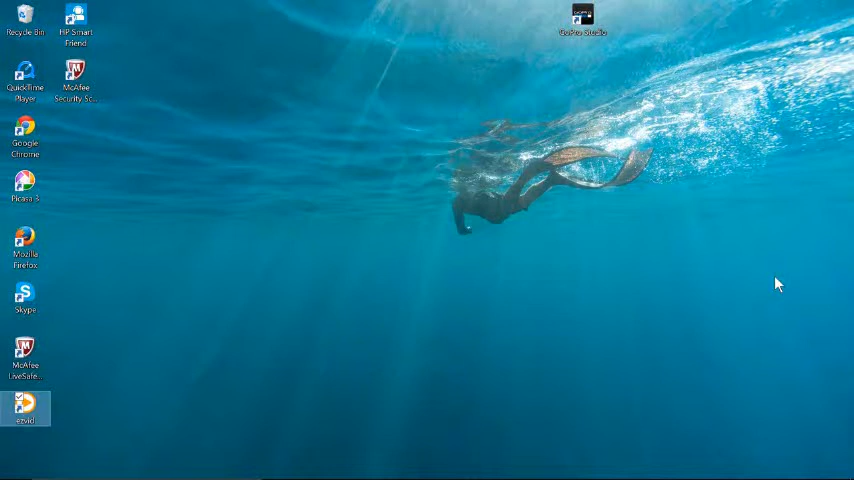 Recycle Bin
HP Smart
Friend
GoPro Studio
QuickTime
Player
McAfee
Security Sc...
Google
Chrome
Picasa 3
Mozilla
Firefox
Skype
McAfee
LiveSafe...
ezvid